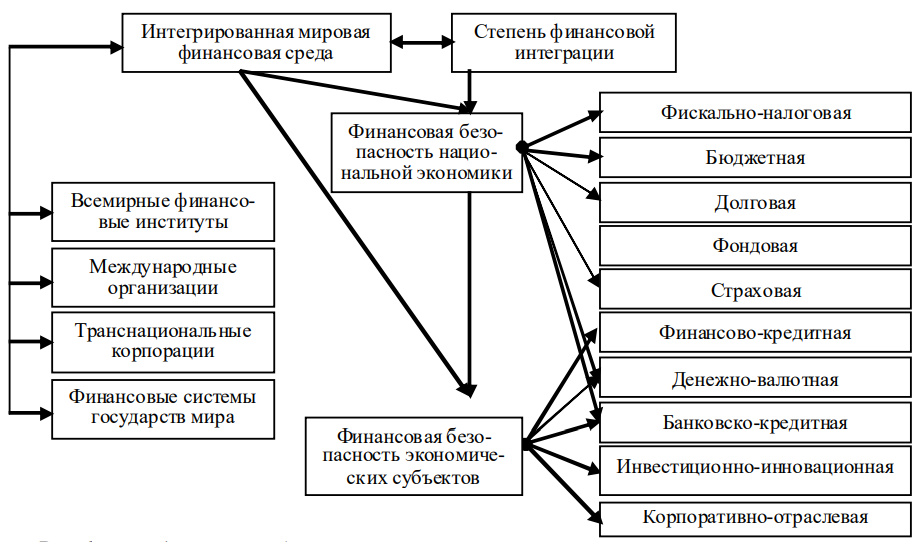 Интегрированная мировая
финансовая среда
Степень финансовой
интеграции
Финансовая безо-
пасность нацио-
нальной экономики
Фискально-налоговая
Бюджетная
Долговая
Фондовая
Страховая
Финансово-кредитная
Денежно-валютная
Банковско-кредитная
Инвестиционно-инновационная
Корпоративно-отраслевая
Всемирные финансо-
вые институты
Международные
организации
Транснациональные
корпорации
Финансовые системы
государств мира
Финансовая безо-
пасность экономиче-
ских субъектов